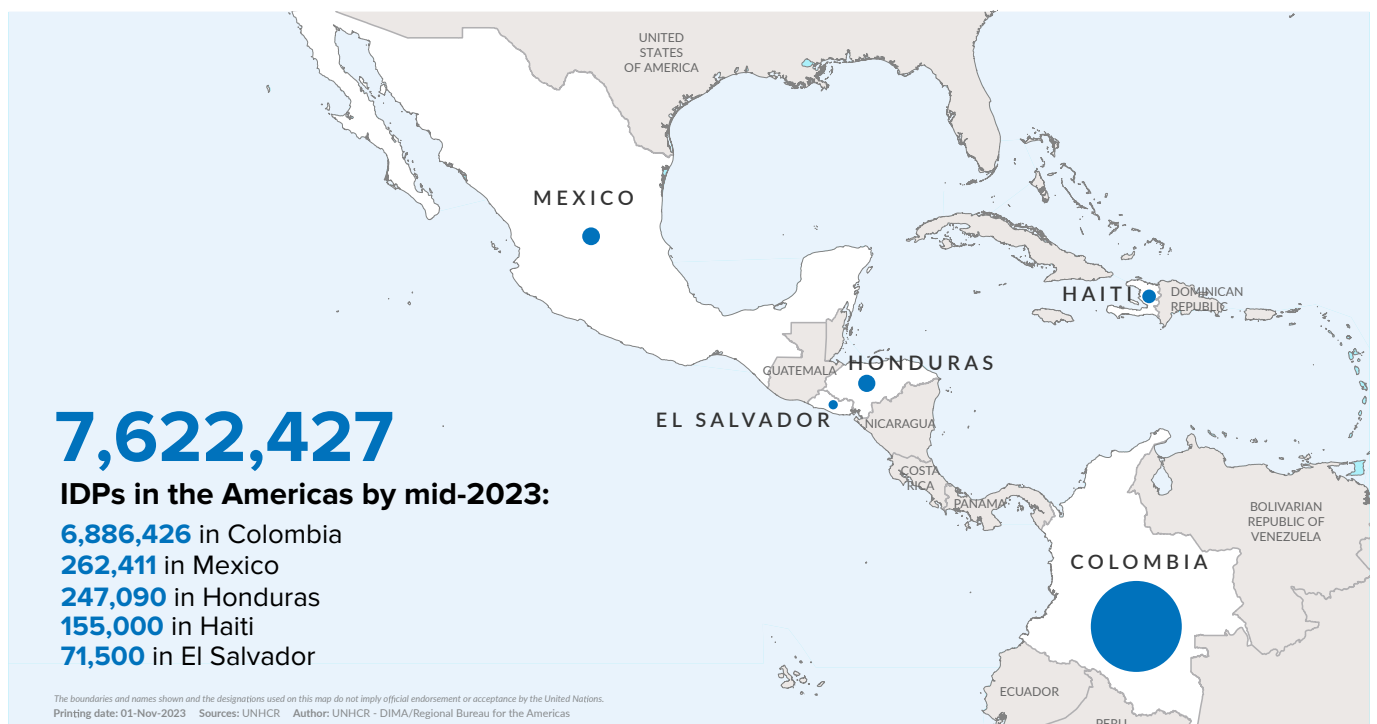 UNITED
STATES
OF AMERICA
MEXICO
HAITI
DOMINICAN
REPUBLIC
GUATEMALA
HONDURAS
EL SALVADOR
NICARAGUA
COSTA
RICA
PANAMA
BOLIVARIAN
REPUBLIC OF
VENEZUELA
COLOMBIA
ECUADOR
PERU
7,622,427
IDPs in the Americas by mid-2023:
6,886,426 in Colombia
262,411 in Mexico
247,090 in Honduras
155,000 in Haiti
71,500 in El Salvador
The boundaries and names shown and the designations used on this map do not imply official endorsement or acceptance by the United Nations.
Printing date: 01-Nov-2023 Sources: UNHCR Author: UNHCR - DIMA/Regional Bureau for the Americas